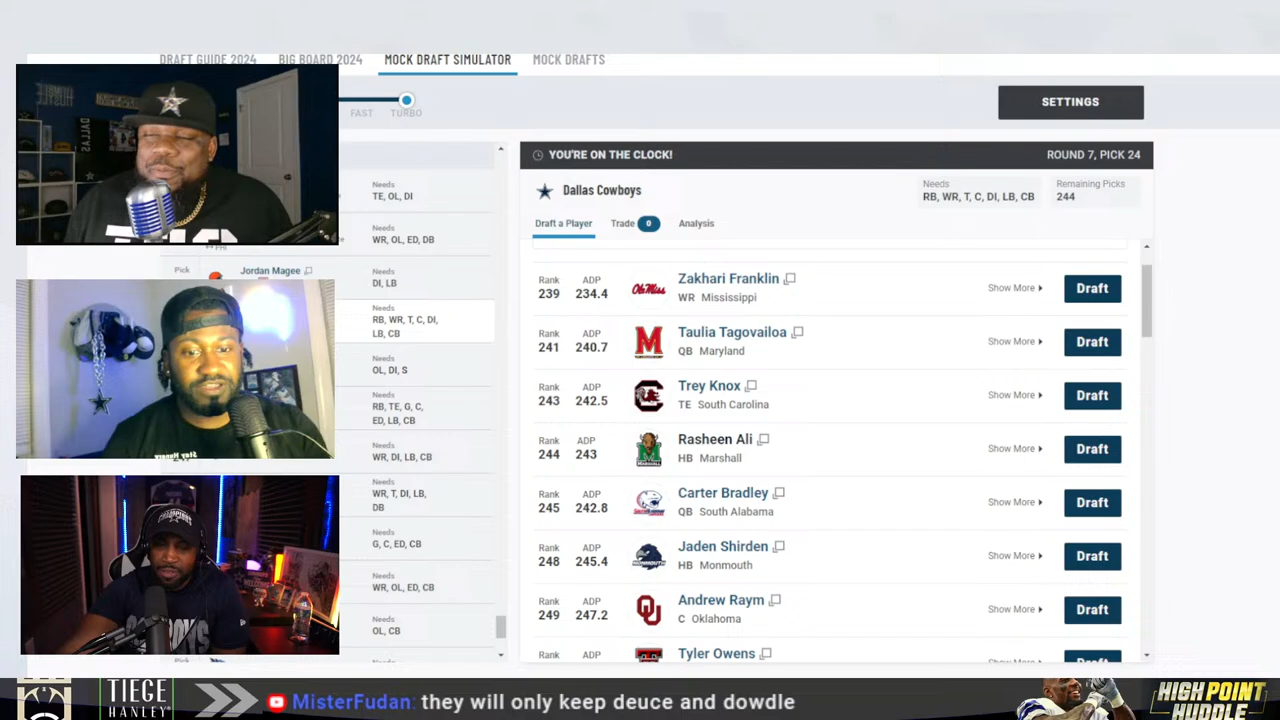 DRAFT GUIDE 2024 BIG BOARD 2024 MOCK DRAFT SIMULATOR MOCK DRAFTS
FAST TURBO
SETTINGS
Needs
TE, OL, DI
Needs
WR, OL, ED, DB
PHI
Pick
Jordan Magee
Needs
DI, LB
Needs
RB, WR, T, C, DI,
LB, CB
Needs
OL, DI, S
Needs
RB, TE, G, C,
ED, LB, CB
Needs
WR, DI, LB, CB
Needs
WR, T, DI, LB,
DB
Needs
G, C, ED, CB
Needs
WR, OL, ED, CB
Needs
OL, CB
Pick
YOU'RE ON THE CLOCK! ROUND 7, PICK 24
Dallas Cowboys
Needs
RB, WR, T, C, DI, LB, CB
Remaining Picks
244
Draft a Player Trade 0 Analysis
Rank 239 ADP 234.4 Ole Miss Zakhari Franklin WR Mississippi Show More Draft
Rank 241 ADP 240.7 M Taulia Tagovailoa QB Maryland Show More Draft
Rank 243 ADP 242.5 Trey Knox TE South Carolina Show More Draft
Rank 244 ADP 243 Rasheen Ali HB Marshall Show More Draft
Rank 245 ADP 242.8 Carter Bradley QB South Alabama Show More Draft
Rank 248 ADP 245.4 MONMOUTH Jaden Shirden HB Monmouth Show More Draft
Rank 249 ADP 247.2 OU Andrew Raym C Oklahoma Show More Draft
Rank ADP Tyler Owens
TIEGE
HANLEY
MisterFudan: they will only keep deuce and dowdle
HIGH POINT
HUDDLE